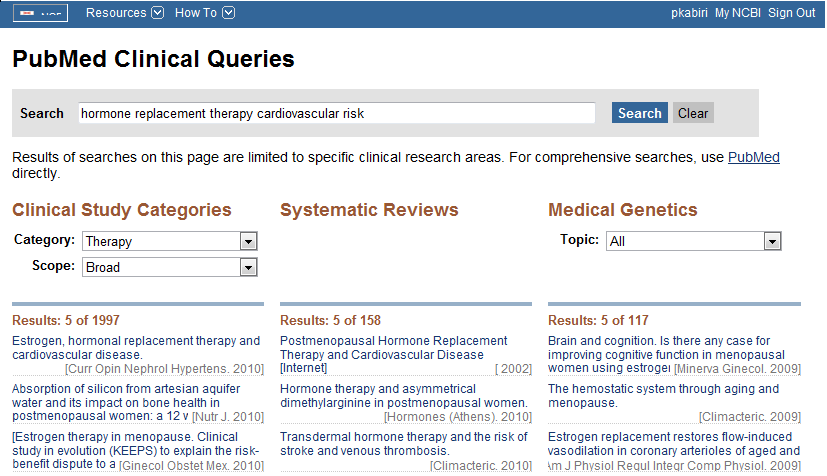 Resources How To pkabiri My NCBI Sign Out
PubMed Clinical Queries
Search hormone replacement therapy cardiovascular risk Search Clear
Results of searches on this page are limited to specific clinical research areas. For comprehensive searches, use PubMed
directly.
Clinical Study Categories
Category: Therapy
Scope: Broad
Results: 5 of 1997
Estrogen, hormonal replacement therapy and
cardiovascular disease.
[Curr Opin Nephrol Hypertens. 2010]
Absorption of silicon from artesian aquifer
water and its impact on bone health in
postmenopausal women: a 12 [Nutr J. 2010]
[Estrogen therapy in menopause. Clinical
study in evolution (KEEPS) to explain the risk-
benefit dispute to a [Ginecol Obstet Mex. 2010]
Systematic Reviews
Results: 5 of 158
Postmenopausal Hormone Replacement
Therapy and Cardiovascular Disease
[Internet] [ 2002]
Hormone therapy and asymmetrical
dimethylarginine in postmenopausal women.
[Hormones (Athens). 2010]
Transdermal hormone therapy and the risk of
stroke and venous thrombosis.
[Climacteric. 2010]
Medical Genetics
Topic: All
Results: 5 of 117
Brain and cognition. Is there any case for
improving cognitive function in menopausal
women using estroge [Minerva Ginecol. 2009]
The hemostatic system through aging and
menopause.
[Climacteric. 2009]
Estrogen replacement restores flow-induced
vasodilation in coronary arterioles of aged and
Am J Physiol Regul Integr Comp Physiol. 2009]